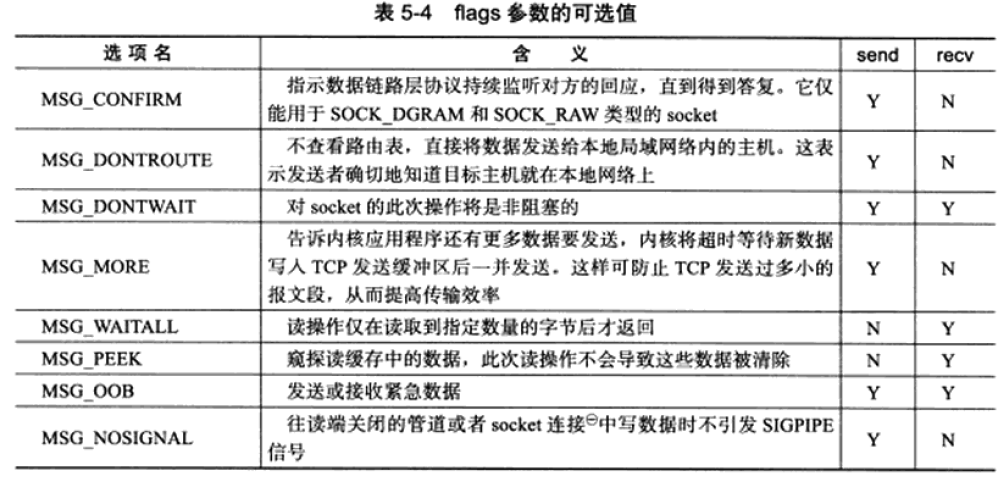 表 5-4 flags 参数的可选值
选项名 含 义 send recv
MSG_CONFIRM 指示数据链路层协议持续监听对方的回应，直到得到答复。它仅 Y N
能用于 SOCK_DGRAM 和 SOCK_RAW 类型的 socket
MSG_DONTROUTE 不查看路由表，直接将数据发送给本地局域网络内的主机。这表 Y N
示发送者确切地知道目标主机就在本地网络上
MSG_DONTWAIT 对 socket 的此次操作将是非阻塞的 Y Y
告诉内核应用程序还有更多数据要发送，内核将超时等待新数据
MSG_MORE 写人 TCP 发送缓冲区后一并发送。这样可防止 TCP 发送过多小的 Y N
报文段，从而提高传输效率
MSG_WAITALL 读操作仅在读取到指定数量的字节后才返回 N Y
MSG_PEEK 窥探读缓存中的数据，此次读操作不会导致这些数据被清除 N Y
MSG_OOB 发送或接收紧急数据 Y Y
MSG_NOSIGNAL 往读端关闭的管道或者 socket 连接㊀中写数据时不引发 SIGPIPE Y N
信号